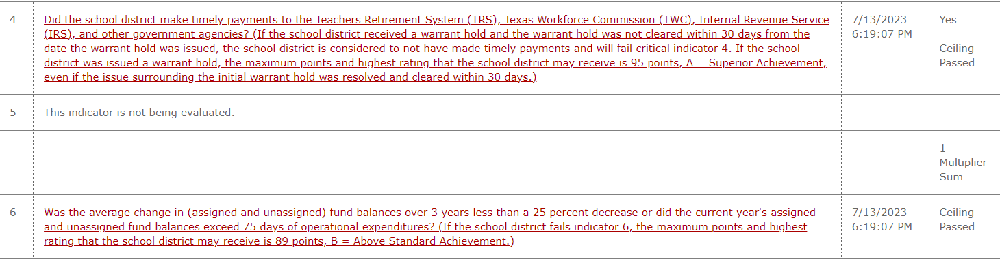 4
Did the school district make timely payments to the Teachers Retirement System (TRS), Texas Workforce Commission (TWC), Internal Revenue Service
(IRS), and other government agencies? (If the school district received a warrant hold and the warrant hold was not cleared within 30 days from the
date the warrant hold was issued, the school district is considered to not have made timely payments and will fail critical indicator 4. If the school
district was issued a warrant hold, the maximum points and highest rating that the school district may receive is 95 points, A = Superior Achievement,
even if the issue surrounding the initial warrant hold was resolved and cleared within 30 days.)
7/13/2023
6:19:07 PM
Yes
Ceiling
Passed
5
This indicator is not being evaluated.
1
Multiplier
Sum
6
Was the average change in (assigned and unassigned) fund balances over 3 years less than a 25 percent decrease or did the current year's assigned
and unassigned fund balances exceed 75 days of operational expenditures? (If the school district fails indicator 6, the maximum points and highest
rating that the school district may receive is 89 points, B = Above Standard Achievement.)
7/13/2023
6:19:07 PM
Ceiling
Passed